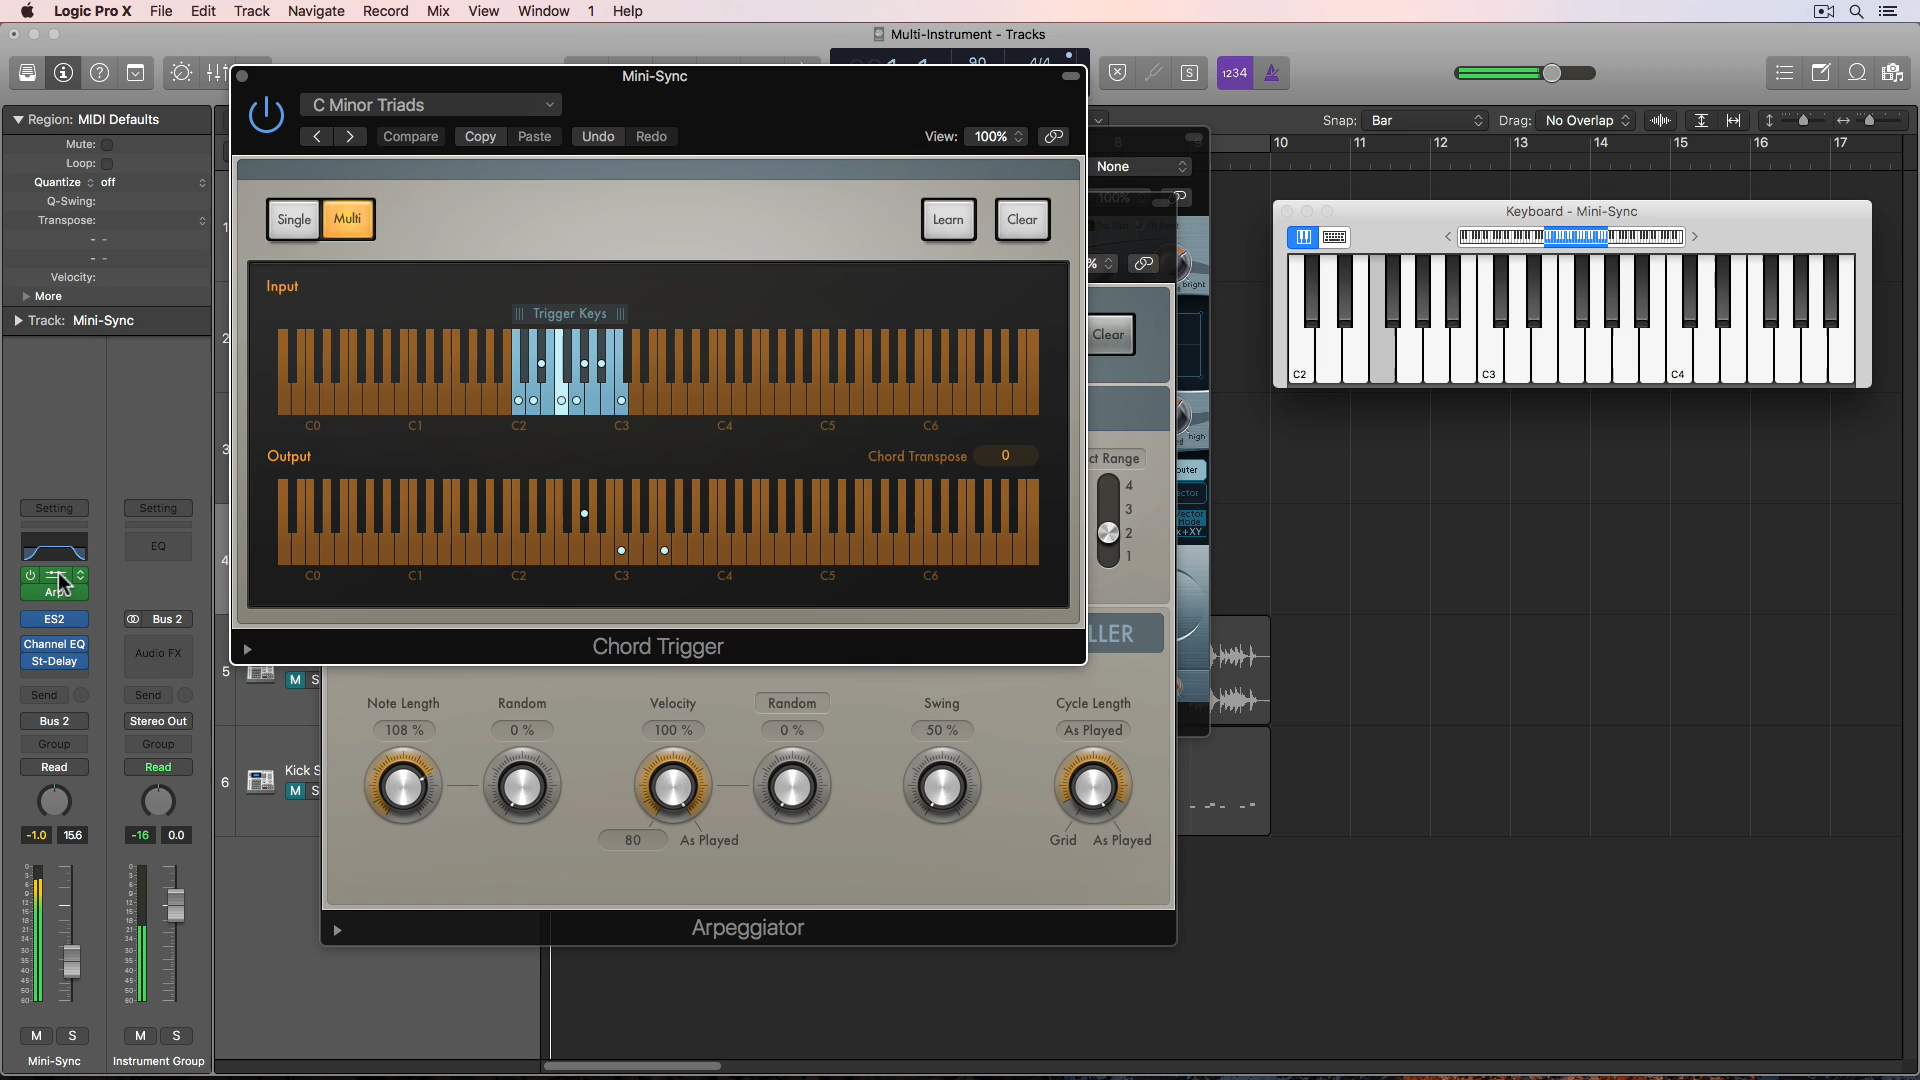 Logic Pro X File Edit Track Navigate Record Mix View Window 1 Help
Multi-Instrument - Tracks
1234
Region: MIDI Defaults
Mute:
Loop:
Quantize off
Q-Swing:
Transpose:
Velocity:
More
Track: Mini-Sync
Mini-Sync
C Minor Triads
Compare Copy Paste Undo Redo
View: 100%
Single Multi Learn Clear
Input
Trigger Keys
C0 C1 C2 C3 C4 C5 C6
Output
Chord Transpose 0
C0 C1 C2 C3 C4 C5 C6
Chord Trigger
None
Clear
ct Range
4
3
2
1
LLER
Snap: Bar Drag: No Overlap
10 11 12 13 14 15 16 17
Keyboard - Mini-Sync
C2 C3 C4
Setting Setting
EQ
Arp
ES2 Bus 2
Channel EQ
Audio FX
St-Delay
Send Send
Bus 2 Stereo Out
Group Group
Read Read
-1.0 15.6 -16 0.0
M S M S
Mini-Sync Instrument Group
5
M S
6 Kick S
M S
Note Length Random Velocity Random Swing Cycle Length
108 % 0 % 100 % 0 % 50 % As Played
80 As Played Grid As Played
Arpeggiator